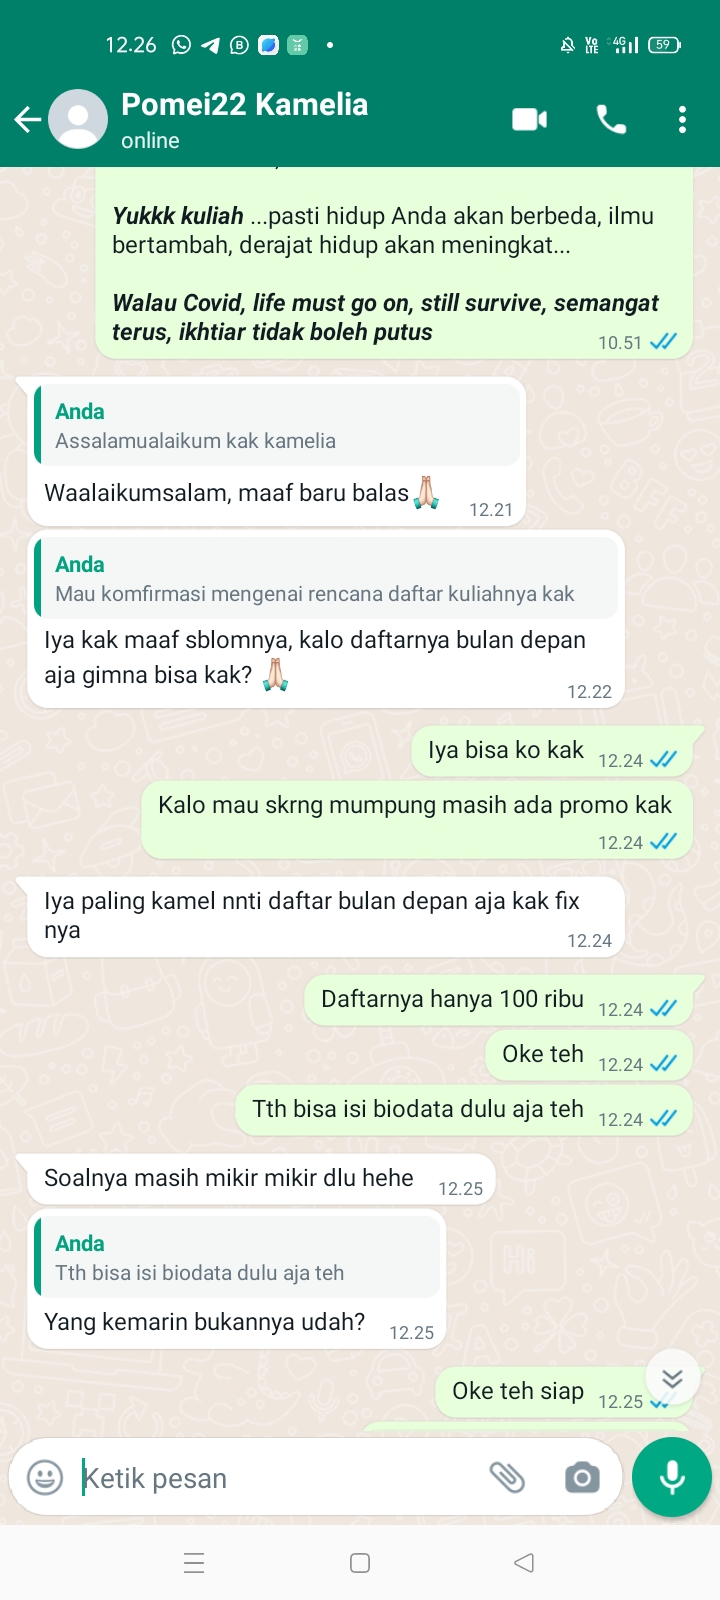 12.26
Vo LTE 4G 59
Pomei22 Kamelia
online
Yukkk kuliah ...pasti hidup Anda akan berbeda, ilmu
bertambah, derajat hidup akan meningkat...
Walau Covid, life must go on, still survive, semangat
terus, ikhtiar tidak boleh putus
10.51
Anda
Assalamualaikum kak kamelia
Waalaikumsalam, maaf baru balas🙏🏻
12.21
Anda
Mau komfirmasi mengenai rencana daftar kuliahnya kak
Iya kak maaf sblomnya, kalo daftarnya bulan depan
aja gimna bisa kak? 🙏🏻
12.22
Iya bisa ko kak 12.24
Kalo mau skrng mumpung masih ada promo kak
12.24
Iya paling kamel nnti daftar bulan depan aja kak fix
nya
12.24
Daftarnya hanya 100 ribu 12.24
Oke teh 12.24
Tth bisa isi biodata dulu aja teh 12.24
Soalnya masih mikir mikir dlu hehe 12.25
Anda
Tth bisa isi biodata dulu aja teh
Yang kemarin bukannya udah? 12.25
Oke teh siap 12.25
Ketik pesan